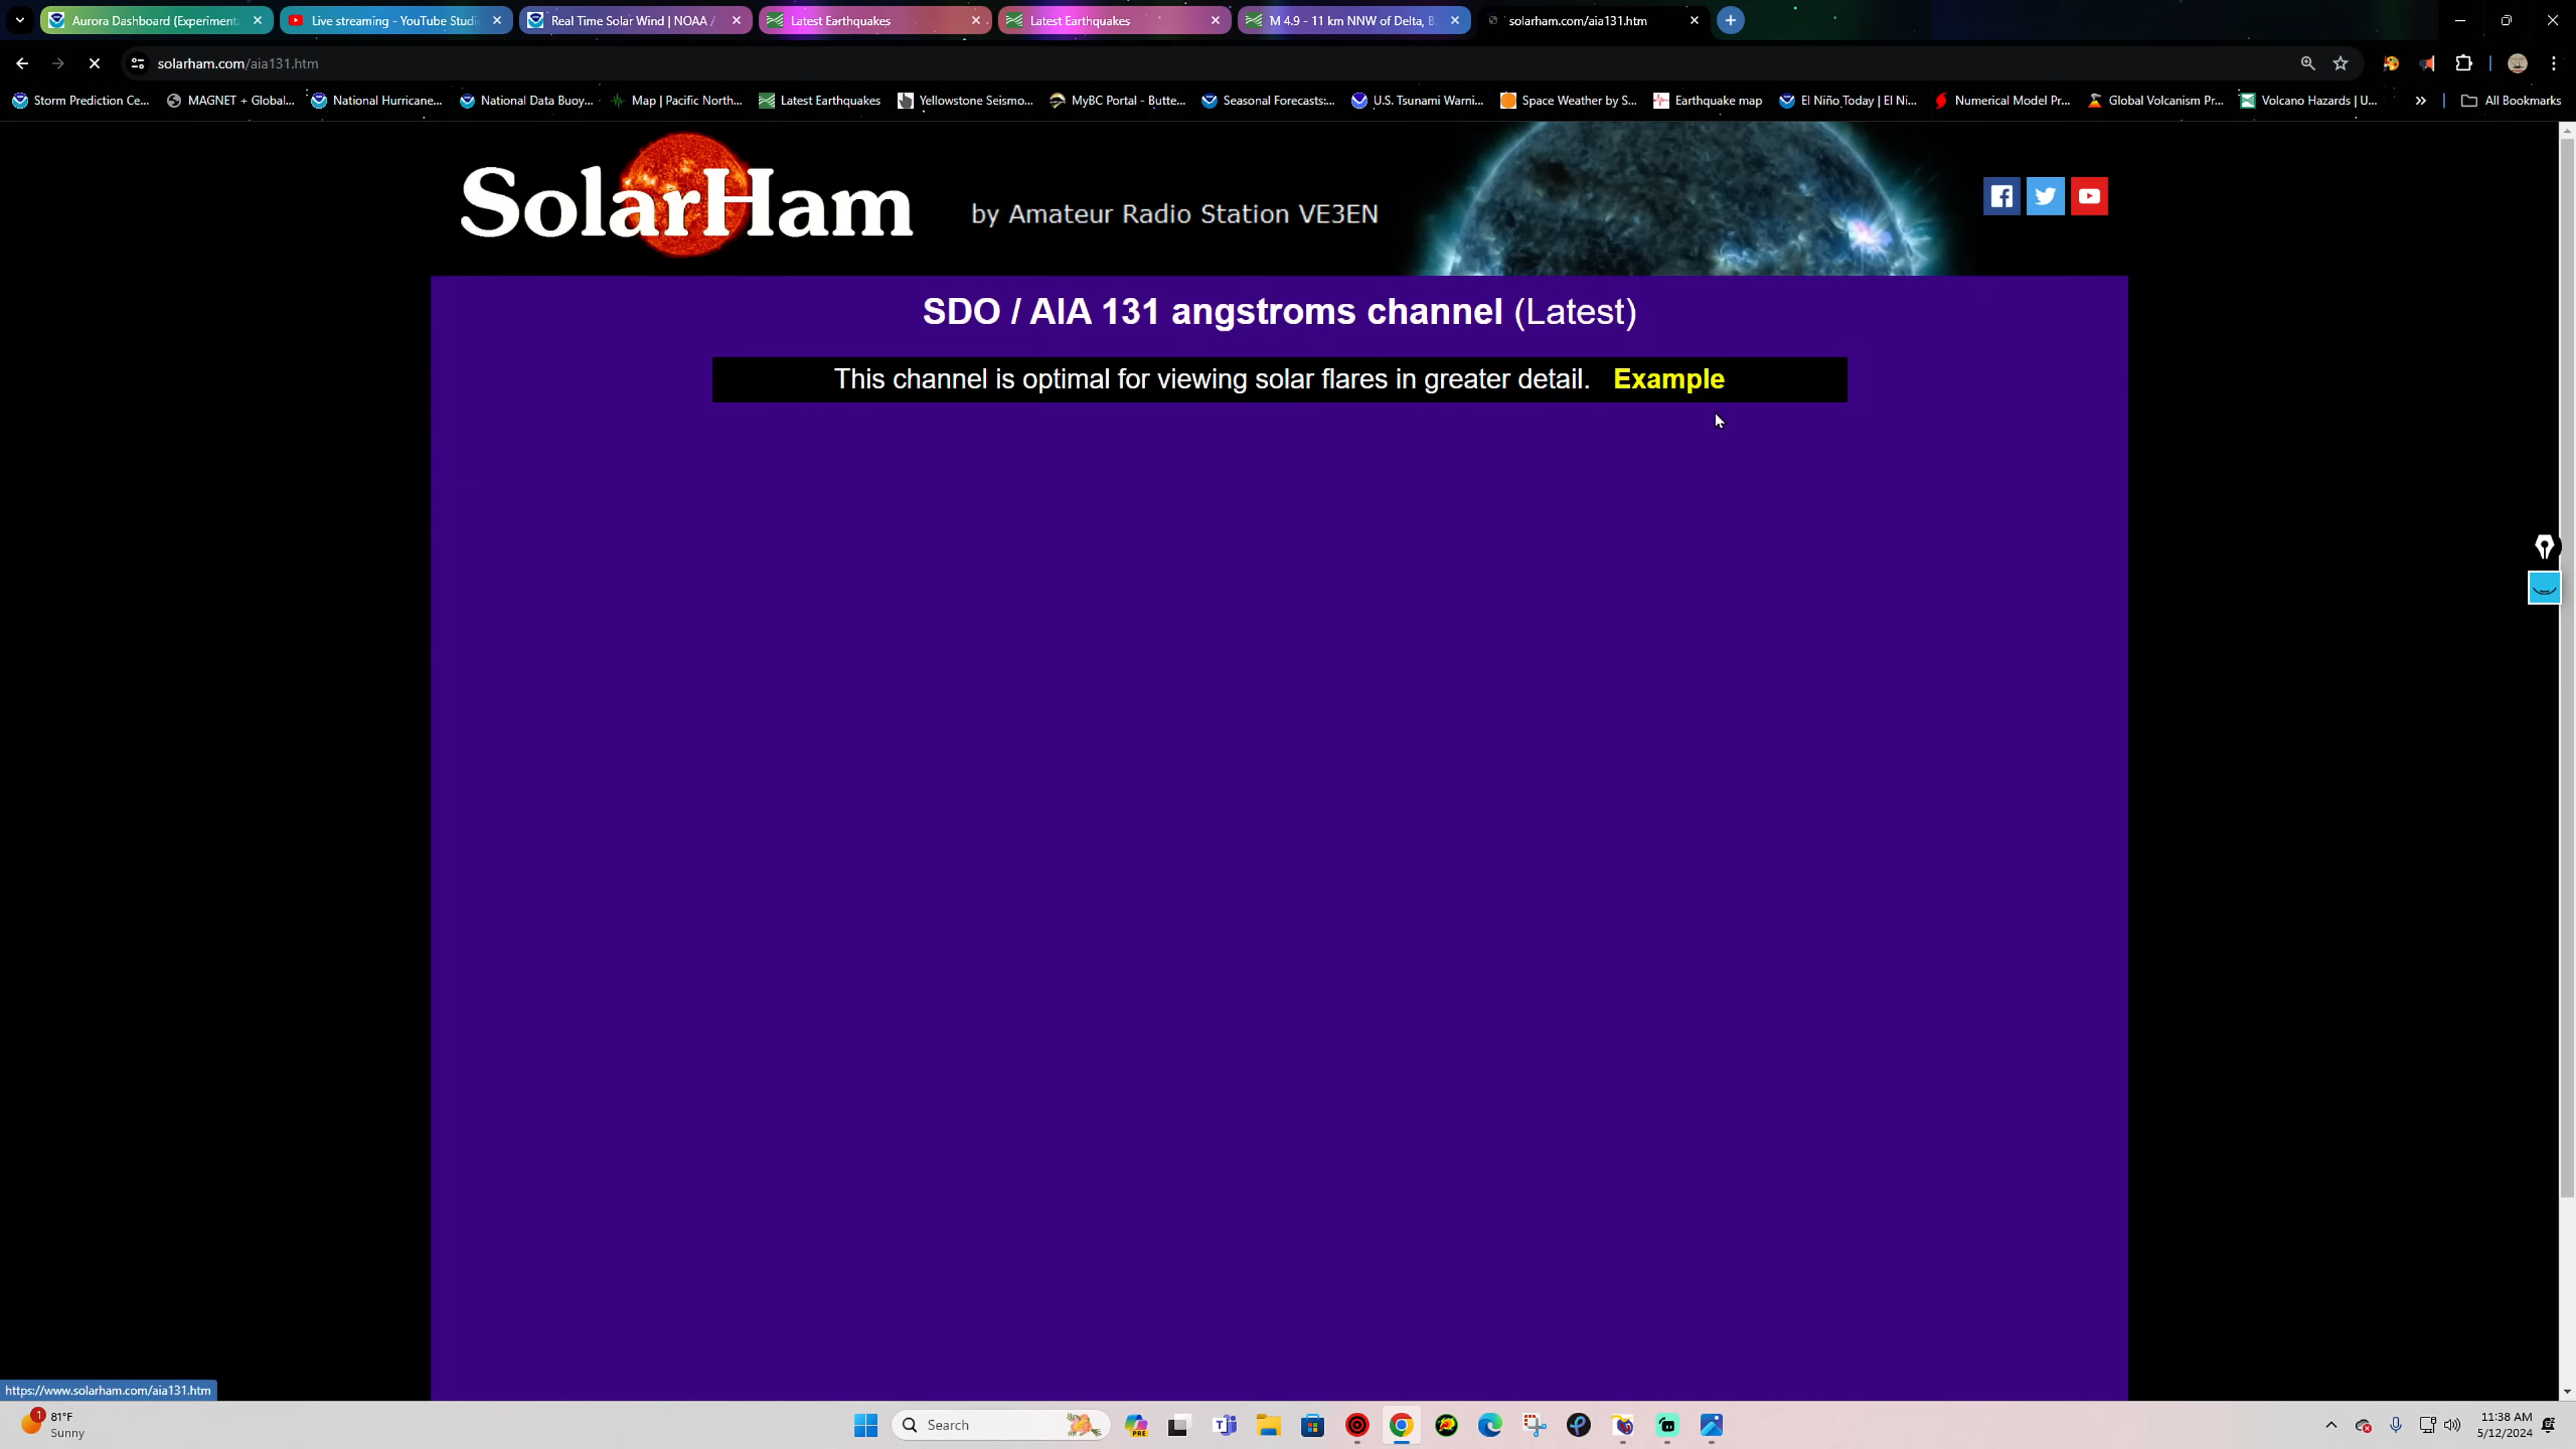 Aurora Dashboard (Experimenta
Live streaming - YouTube Studi
Real Time Solar Wind | NOAA /
Latest Earthquakes
Latest Earthquakes
M 4.9 - 11 km NNW of Delta, B.
solarham.com/aia131.htm
solarham.com/aia131.htm
Storm Prediction Ce...
MAGNET + Global...
National Hurricane...
National Data Buoy...
Map | Pacific North...
Latest Earthquakes
Yellowstone Seismo...
MyBC Portal - Butte...
Seasonal Forecasts:...
U.S. Tsunami Warni...
Space Weather by S...
Earthquake map
El Niño Today | El Ni...
Numerical Model Pr...
Global Volcanism Pr...
Volcano Hazards | U...
All Bookmarks
SolarHam
by Amateur Radio Station VE3EN
SDO / AIA 131 angstroms channel (Latest)
This channel is optimal for viewing solar flares in greater detail. Example
https://www.solarham.com/aia131.htm
1
81°F
Sunny
Search
PRE
11:38 AM
5/12/2024